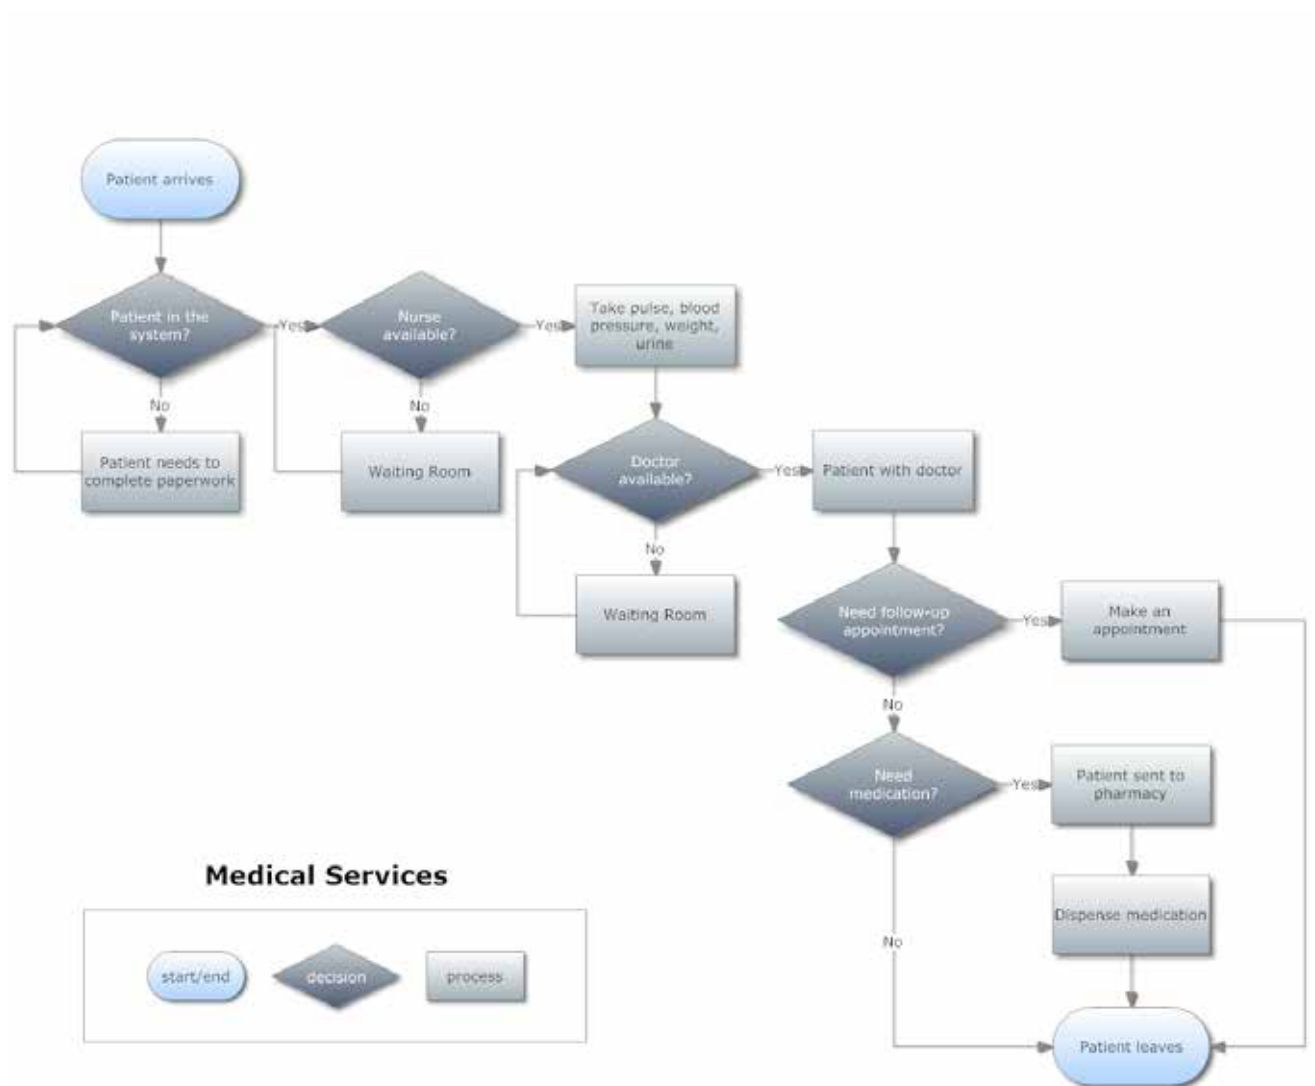 Patient arrives
Patient in the
system?
Yes
Nurse
available?
Yes
Take pulse, blood
pressure, weight,
urine
No
Patient needs to
complete paperwork
No
Waiting Room
Doctor
available?
Yes
Patient with doctor
No
Waiting Room
Need follow-up
appointment?
Yes
Make an
appointment
No
Need
medication?
Yes
Patient sent to
pharmacy
Dispense medication
No
Patient leaves
Medical Services
start/end
decision
process